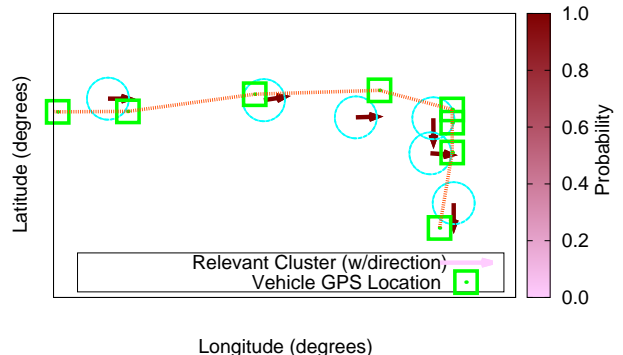 1.0
0.8
0.6
0.4
0.2
0.0
Probability
Latitude (degrees)
Relevant Cluster (w/direction)
Vehicle GPS Location
Longitude (degrees)